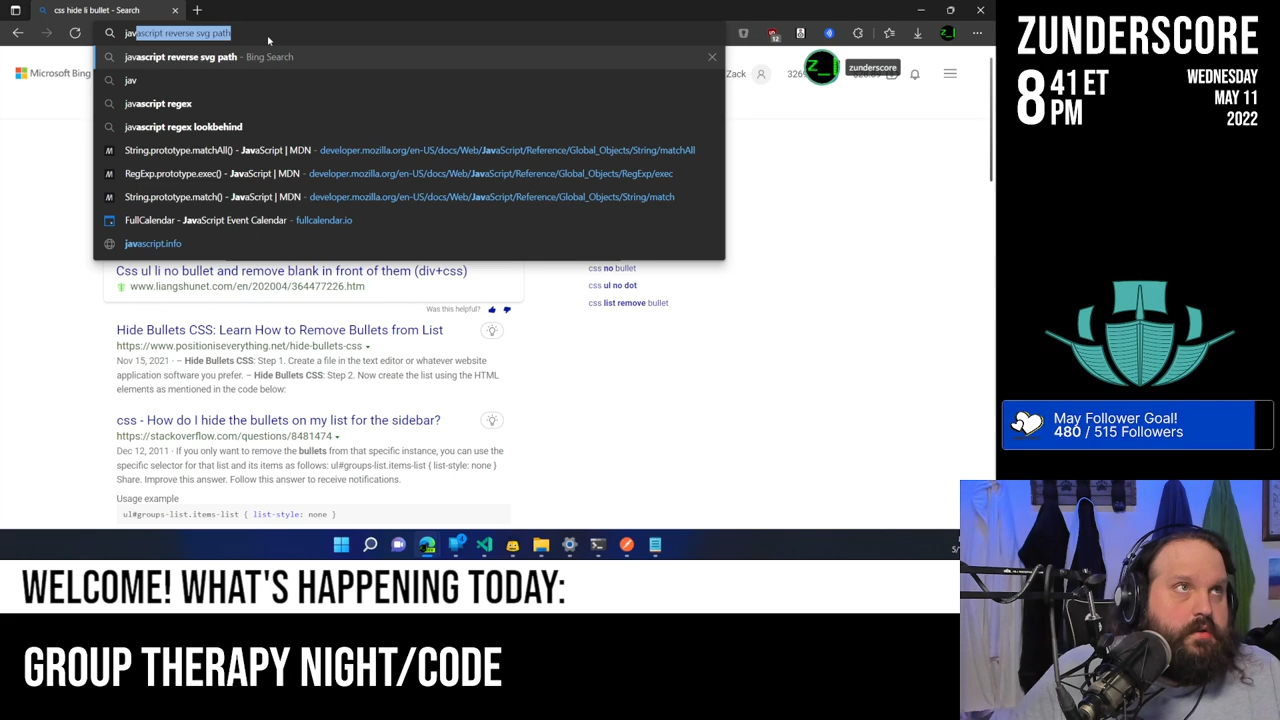 css hide li bullet - Search
javascript reverse svg path
javascript reverse svg path - Bing Search
jav
javascript regex
javascript regex lookbehind
String.prototype.matchAll() - JavaScript | MDN - developer.mozilla.org/en-US/docs/Web/JavaScript/Reference/Global_Objects/String/matchAll
RegExp.prototype.exec() - JavaScript | MDN - developer.mozilla.org/en-US/docs/Web/JavaScript/Reference/Global_Objects/RegExp/exec
String.prototype.match() - JavaScript | MDN - developer.mozilla.org/en-US/docs/Web/JavaScript/Reference/Global_Objects/String/match
FullCalendar - JavaScript Event Calendar - fullcalendar.io
javascript.info
12
z_|
Microsoft Bing
Zack
z_|
zunderscore
Css ul li no bullet and remove blank in front of them (div+css)
www.liangshunet.com/en/202004/364477226.htm
Was this helpful?
css no bullet
css ul no dot
css list remove bullet
Hide Bullets CSS: Learn How to Remove Bullets from List
https://www.positioniseverything.net/hide-bullets-css
Nov 15, 2021 · – Hide Bullets CSS: Step 1. Create a file in the text editor or whatever website
application software you prefer. – Hide Bullets CSS: Step 2. Now create the list using the HTML
elements as mentioned in the code below:
css - How do I hide the bullets on my list for the sidebar?
https://stackoverflow.com/questions/8481474
Dec 12, 2011 · If you only want to remove the bullets from that specific instance, you can use the
specific selector for that list and its items as follows: ul#groups-list.items-list { list-style: none }
Share. Improve this answer. Follow this answer to receive notifications.
Usage example
ul#groups-list.items-list { list-style: none }
ZUNDERSCORE
8 41 ET
PM
WEDNESDAY
MAY 11
2022
May Follower Goal!
480 / 515 Followers
WELCOME! WHAT'S HAPPENING TODAY:
GROUP THERAPY NIGHT/CODE